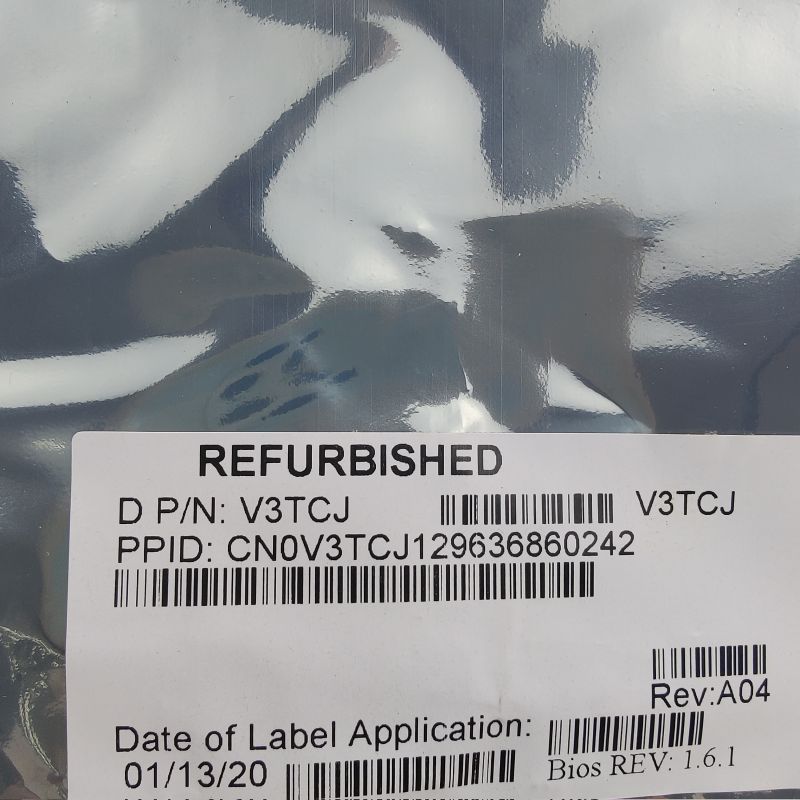 REFURBISHED
D P/N: V3TCJ V3TCJ
PPID: CN0V3TCJ129636860242
Rev:A04
Date of Label Application:
01/13/20 Bios REV: 1.6.1